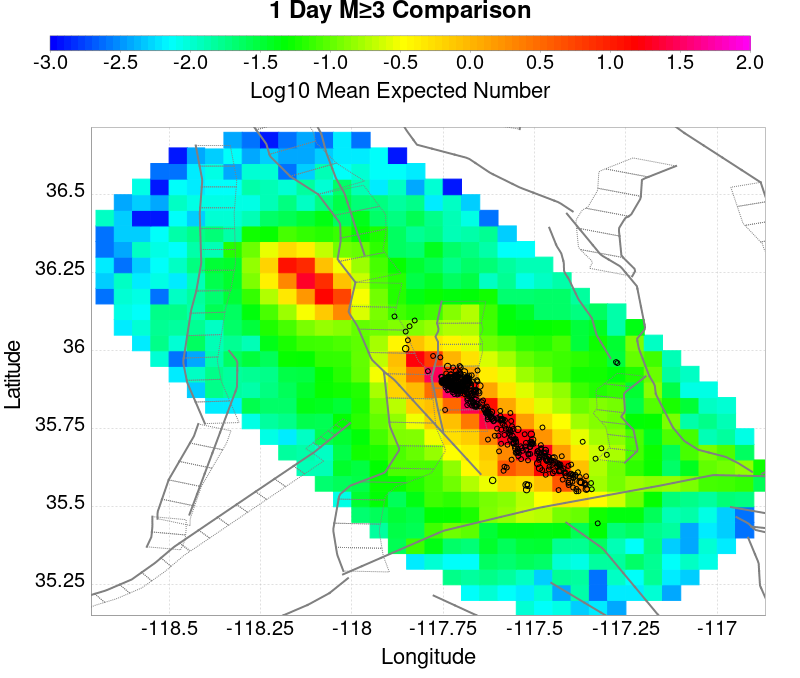 1 Day M≥3 Comparison
-3.0 -2.5 -2.0 -1.5 -1.0 -0.5 0.0 0.5 1.0 1.5 2.0
Log10 Mean Expected Number
36.5
36.25
36
35.75
35.5
35.25
Latitude
-118.5 -118.25 -118 -117.75 -117.5 -117.25 -117
Longitude